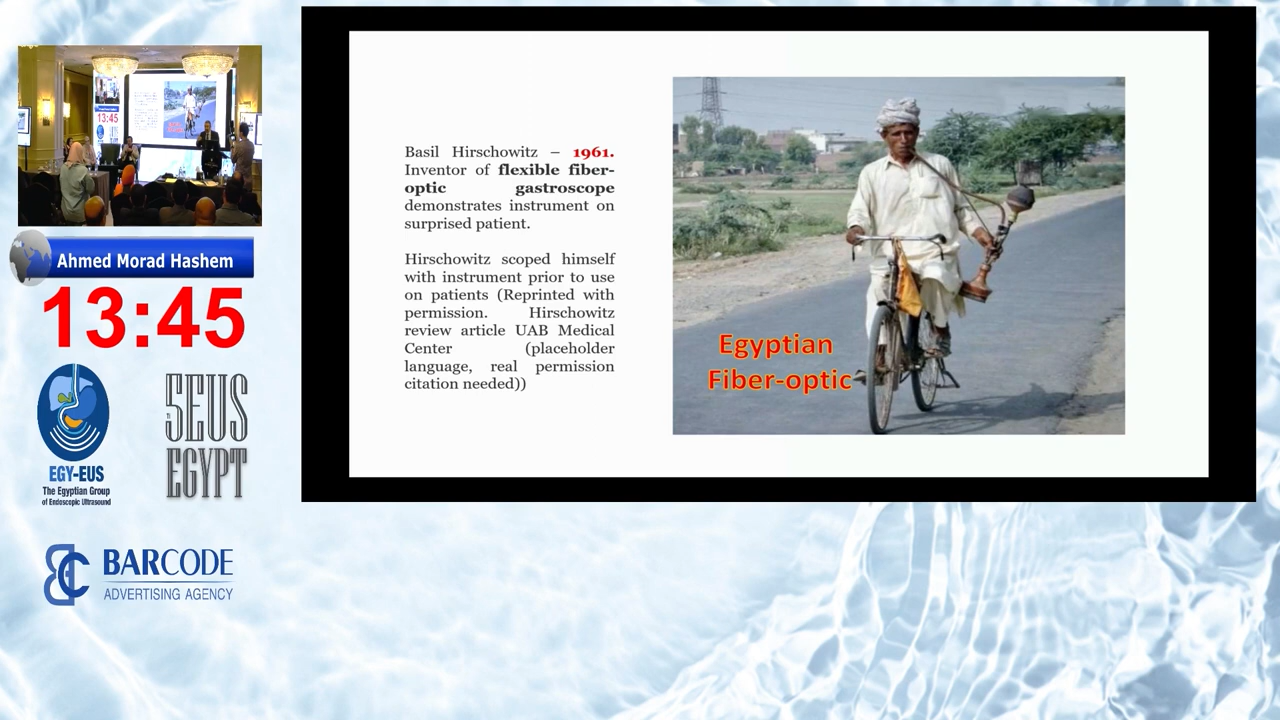 Ahmed Morad Hashem
13:45
EGY-EUS
The Egyptian Group
of Endoscopic Ultrasound
5EUS
EGYPT
BARCODE
ADVERTISING AGENCY
Basil Hirschowitz – 1961.
Inventor of flexible fiber-
optic gastroscope
demonstrates instrument on
surprised patient.
Hirschowitz scoped himself
with instrument prior to use
on patients (Reprinted with
permission. Hirschowitz
review article UAB Medical
Center (placeholder
language, real permission
citation needed))
Egyptian
Fiber-optic